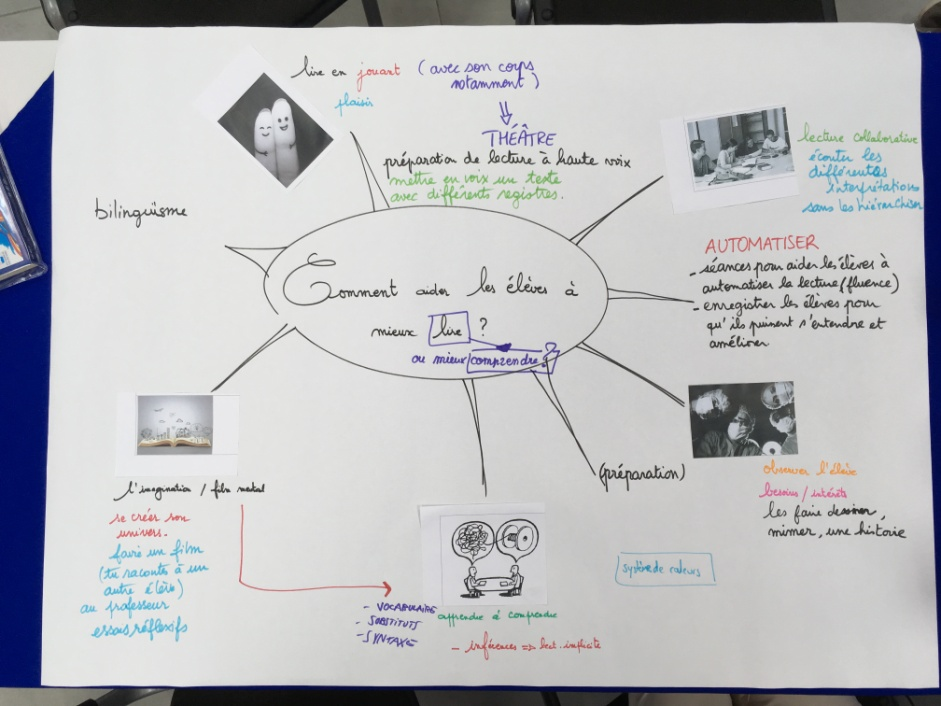 lire en jouant (avec son corps
notamment)
plaisir
THÉÂTRE
préparation de lecture à haute voix
mettre en voix un texte
avec différents registres.
bilingüisme
lecture collaborative
écouter les
différentes
interprétations
sans les hiérarchiser
AUTOMATISER
- séances pour aider les élèves à
automatiser la lecture (fluence)
- enregistrer les élèves pour
qu'ils puissent s'entendre et
améliorer
Comment aider les élèves à
mieux lire ?
ou mieux comprendre ?
(préparation)
observer l'élève
besoins / intérêts
les faire dessiner,
mimer, une histoire
système de valeurs
l'imagination / film mental
se créer son
univers.
faire un film
(tu racontes à un
autre élève)
au professeur
essais réflexifs
- VOCABULAIRE
- SUBSTITUTS
- SYNTAXE
apprendre à comprendre
- inférences => lect. implicite